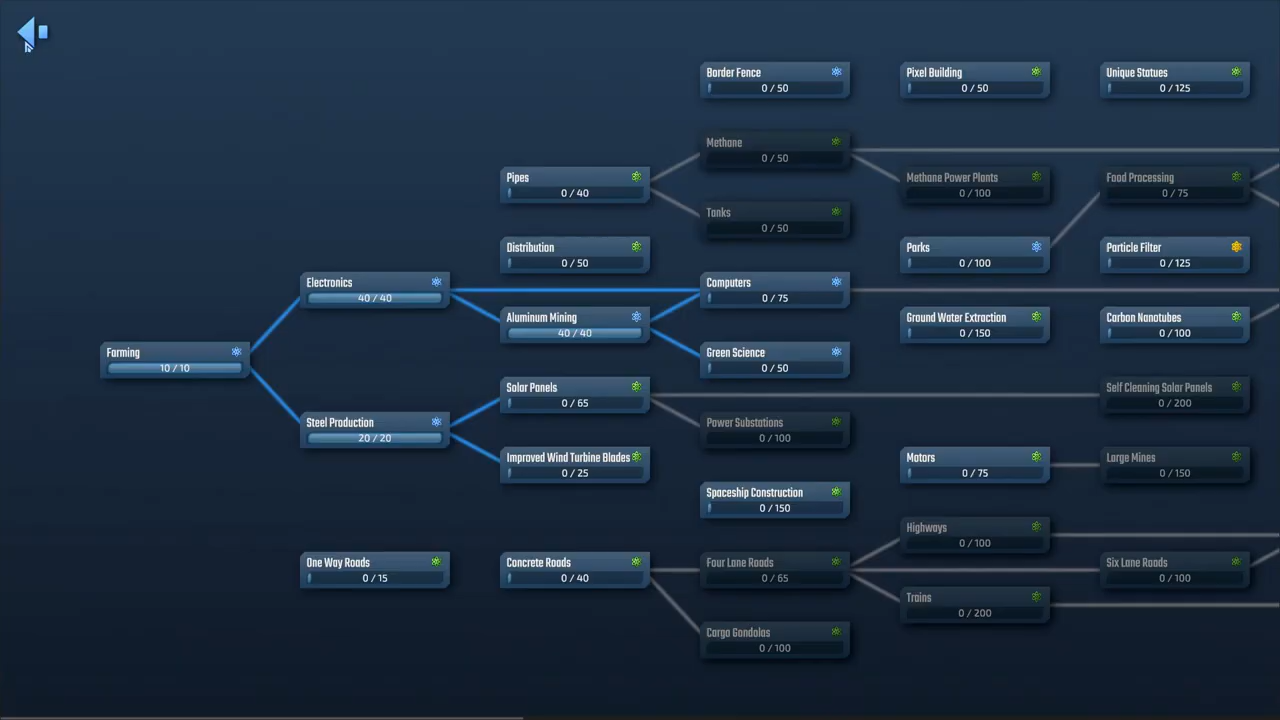 Border Fence
0 / 50
Pixel Building
0 / 50
Unique Statues
0 / 125
Methane
0 / 50
Pipes
0 / 40
Methane Power Plants
0 / 100
Food Processing
0 / 75
Tanks
0 / 50
Distribution
0 / 50
Parks
0 / 100
Particle Filter
0 / 125
Electronics
40 / 40
Computers
0 / 75
Aluminum Mining
40 / 40
Ground Water Extraction
0 / 150
Carbon Nanotubes
0 / 100
Farming
10 / 10
Green Science
0 / 50
Solar Panels
0 / 65
Self Cleaning Solar Panels
0 / 200
Steel Production
20 / 20
Power Substations
0 / 100
Improved Wind Turbine Blades
0 / 25
Motors
0 / 75
Large Mines
0 / 150
Spaceship Construction
0 / 150
Highways
0 / 100
One Way Roads
0 / 15
Concrete Roads
0 / 40
Four Lane Roads
0 / 65
Six Lane Roads
0 / 100
Trains
0 / 200
Cargo Gondolas
0 / 100